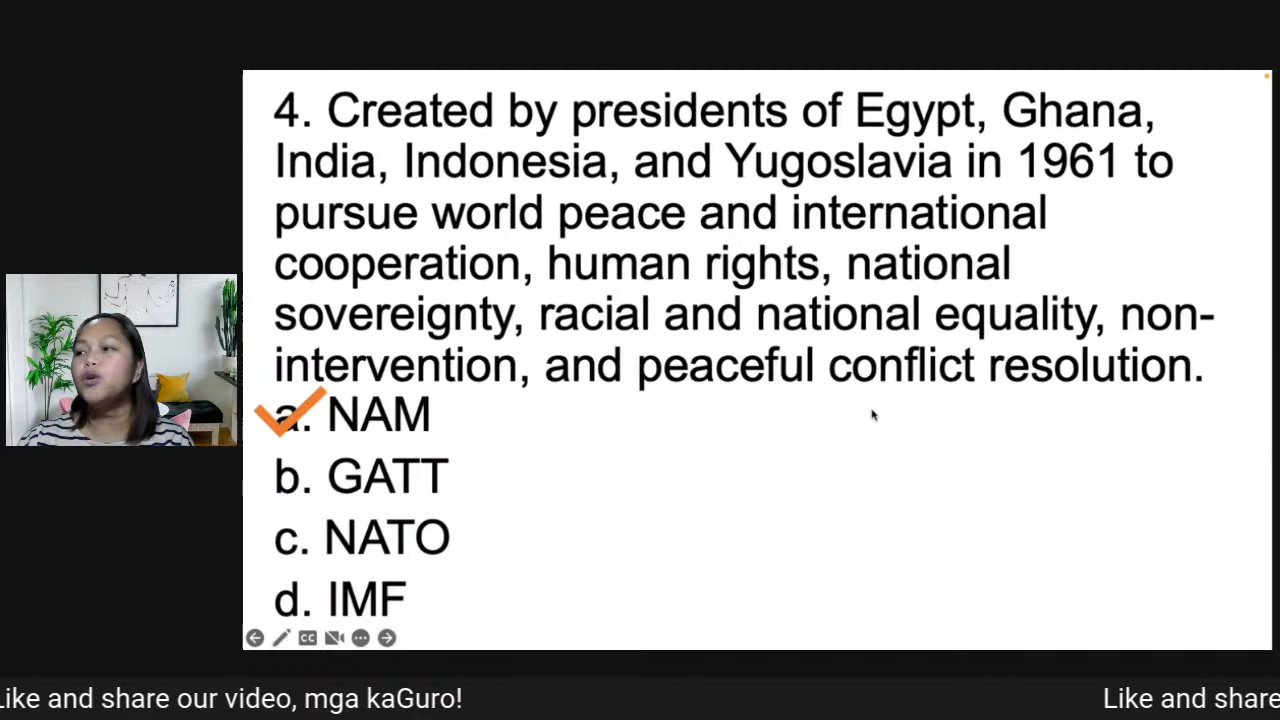 4. Created by presidents of Egypt, Ghana,
India, Indonesia, and Yugoslavia in 1961 to
pursue world peace and international
cooperation, human rights, national
sovereignty, racial and national equality, non-
intervention, and peaceful conflict resolution.
a. NAM
b. GATT
c. NATO
d. IMF
CC
Like and share our video, mga kaGuro!
Like and share